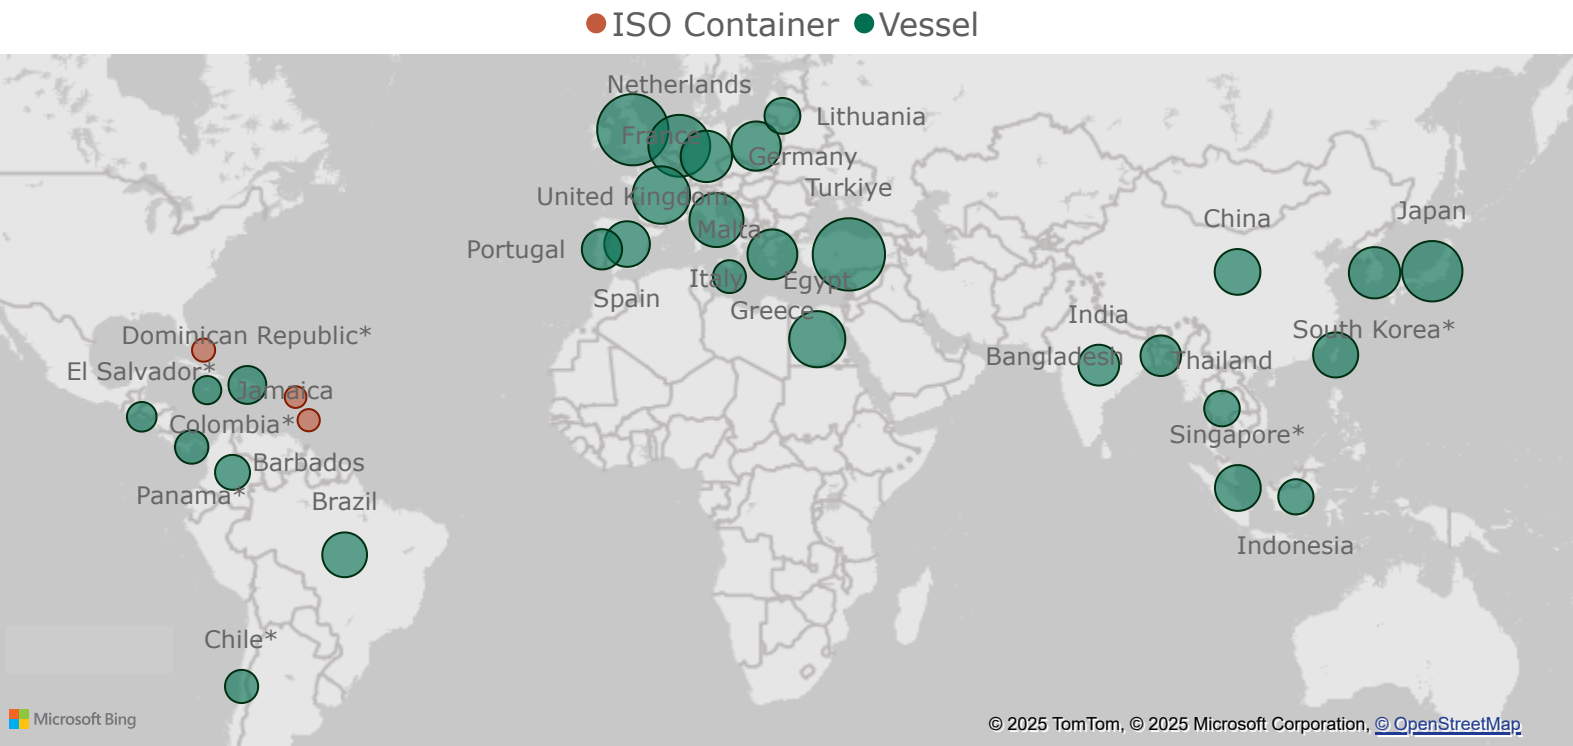 ISO Container Vessel
Netherlands
Lithuania
France
Germany
Turkiye
United Kingdom
China
Japan
Malta
Portugal
Italy
Egypt
Spain
Greece
India
Dominican Republic*
South Korea*
Bangladesh
Thailand
El Salvador*
Jamaica
Colombia*
Singapore*
Barbados
Panama*
Brazil
Indonesia
Chile*
Microsoft Bing
© 2025 TomTom, © 2025 Microsoft Corporation, © OpenStreetMap